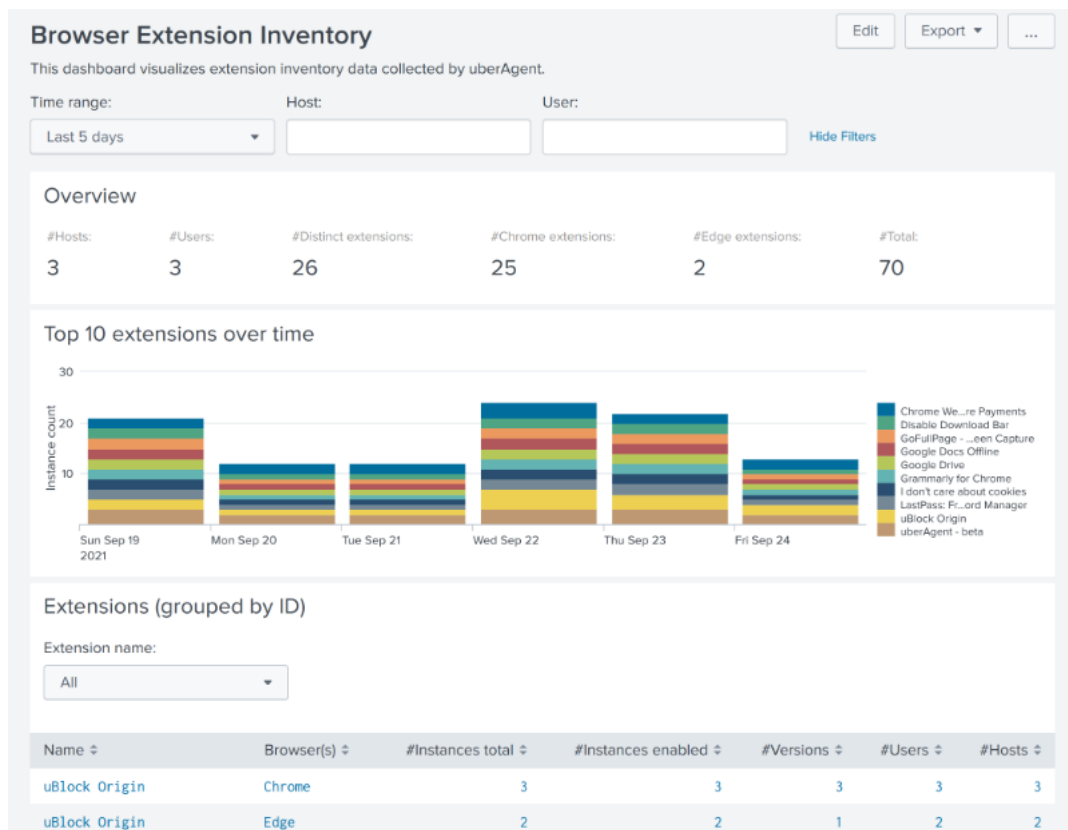 Browser Extension Inventory
Edit
Export
...
This dashboard visualizes extension inventory data collected by uberAgent.
Time range: Host: User:
Last 5 days
Hide Filters
Overview
#Hosts: #Users: #Distinct extensions: #Chrome extensions: #Edge extensions: #Total:
3 3 26 25 2 70
Top 10 extensions over time
Instance count
30
20
10
Sun Sep 19 Mon Sep 20 Tue Sep 21 Wed Sep 22 Thu Sep 23 Fri Sep 24
2021
Chrome We...re Payments
Disable Download Bar
GoFullPage - ...een Capture
Google Docs Offline
Google Drive
Grammarly for Chrome
I don't care about cookies
LastPass: Fr...ord Manager
uBlock Origin
uberAgent - beta
Extensions (grouped by ID)
Extension name:
All
Name Browser(s) #Instances total #Instances enabled #Versions #Users #Hosts
uBlock Origin Chrome 3 3 3 3 3
uBlock Origin Edge 2 2 1 2 2